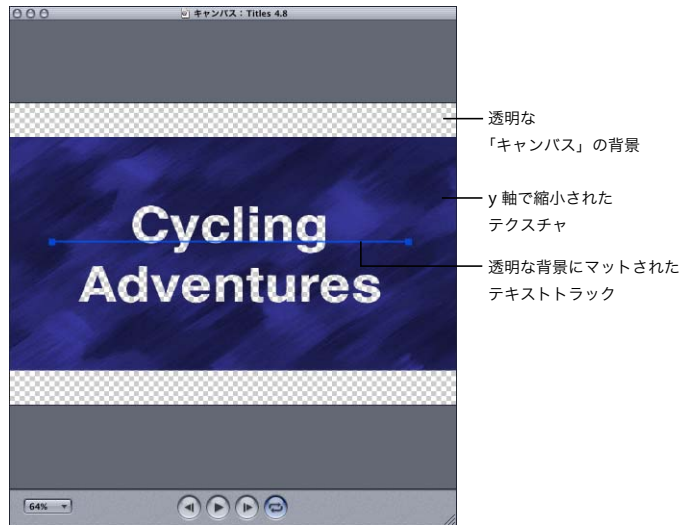 キャンバス：Titles 4.8
透明な
「キャンバス」の背景
y 軸で縮小された
テクスチャ
Cycling
Adventures
透明な背景にマットされた
テキストトラック
64%